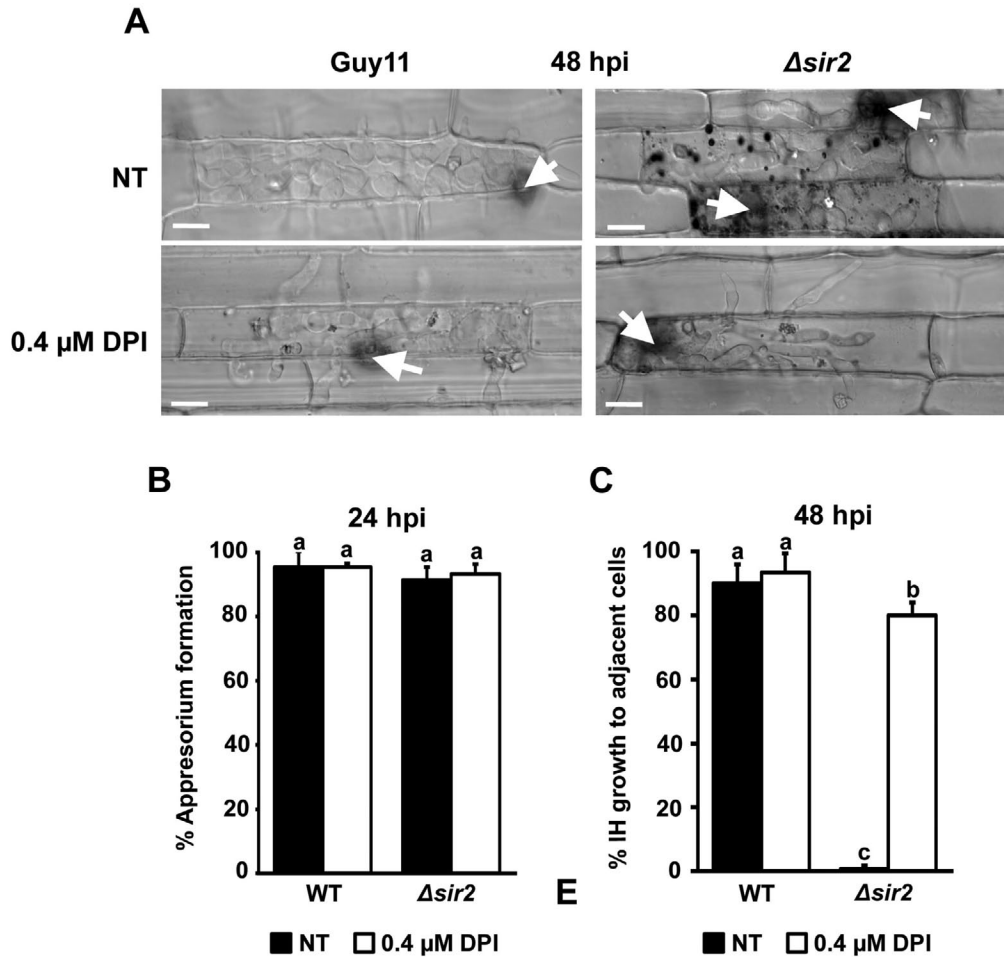 A
Guy11 48 hpi Δsir2
NT
0.4 µM DPI
B
24 hpi
% Appresorium formation
100
80
60
40
20
0
a a a a
WT Δsir2
NT 0.4 µM DPI
C
48 hpi
% IH growth to adjacent cells
100
80
60
40
20
0
a a c b
WT Δsir2
E
NT 0.4 µM DPI